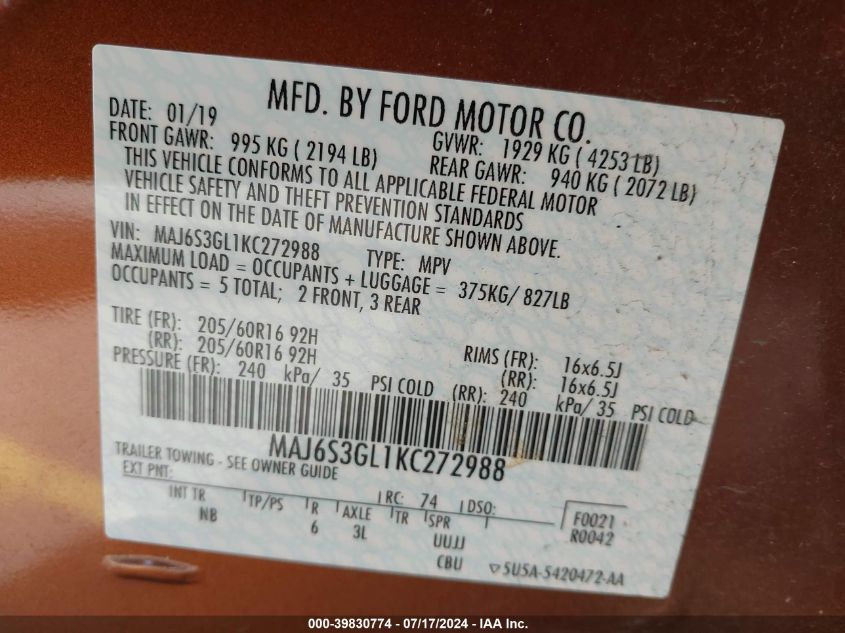 MFD. BY FORD MOTOR CO.
DATE: 01/19 GVWR: 1929 KG ( 4253 LB)
FRONT GAWR: 995 KG ( 2194 LB) REAR GAWR: 940 KG ( 2072 LB)
THIS VEHICLE CONFORMS TO ALL APPLICABLE FEDERAL MOTOR
VEHICLE SAFETY AND THEFT PREVENTION STANDARDS
IN EFFECT ON THE DATE OF MANUFACTURE SHOWN ABOVE.
VIN: MAJ6S3GL1KC272988 TYPE: MPV
MAXIMUM LOAD = OCCUPANTS + LUGGAGE = 375KG/ 827LB
OCCUPANTS = 5 TOTAL; 2 FRONT, 3 REAR
TIRE (FR): 205/60R16 92H RIMS (FR): 16x6.5J
(RR): 205/60R16 92H (RR): 16x6.5J
PRESSURE (FR): 240 kPa/ 35 PSI COLD (RR): 240 kPa/ 35 PSI COLD
MAJ6S3GL1KC272988
TRAILER TOWING - SEE OWNER GUIDE
EXT PNT: RC: 74 DSO: F0021
INT TR TP/PS R AXLE TR SPR R0042
NB 6 3L UUJJ
CBU 5U5A-5420472-AA
000-39830774 - 07/17/2024 - IAA Inc.